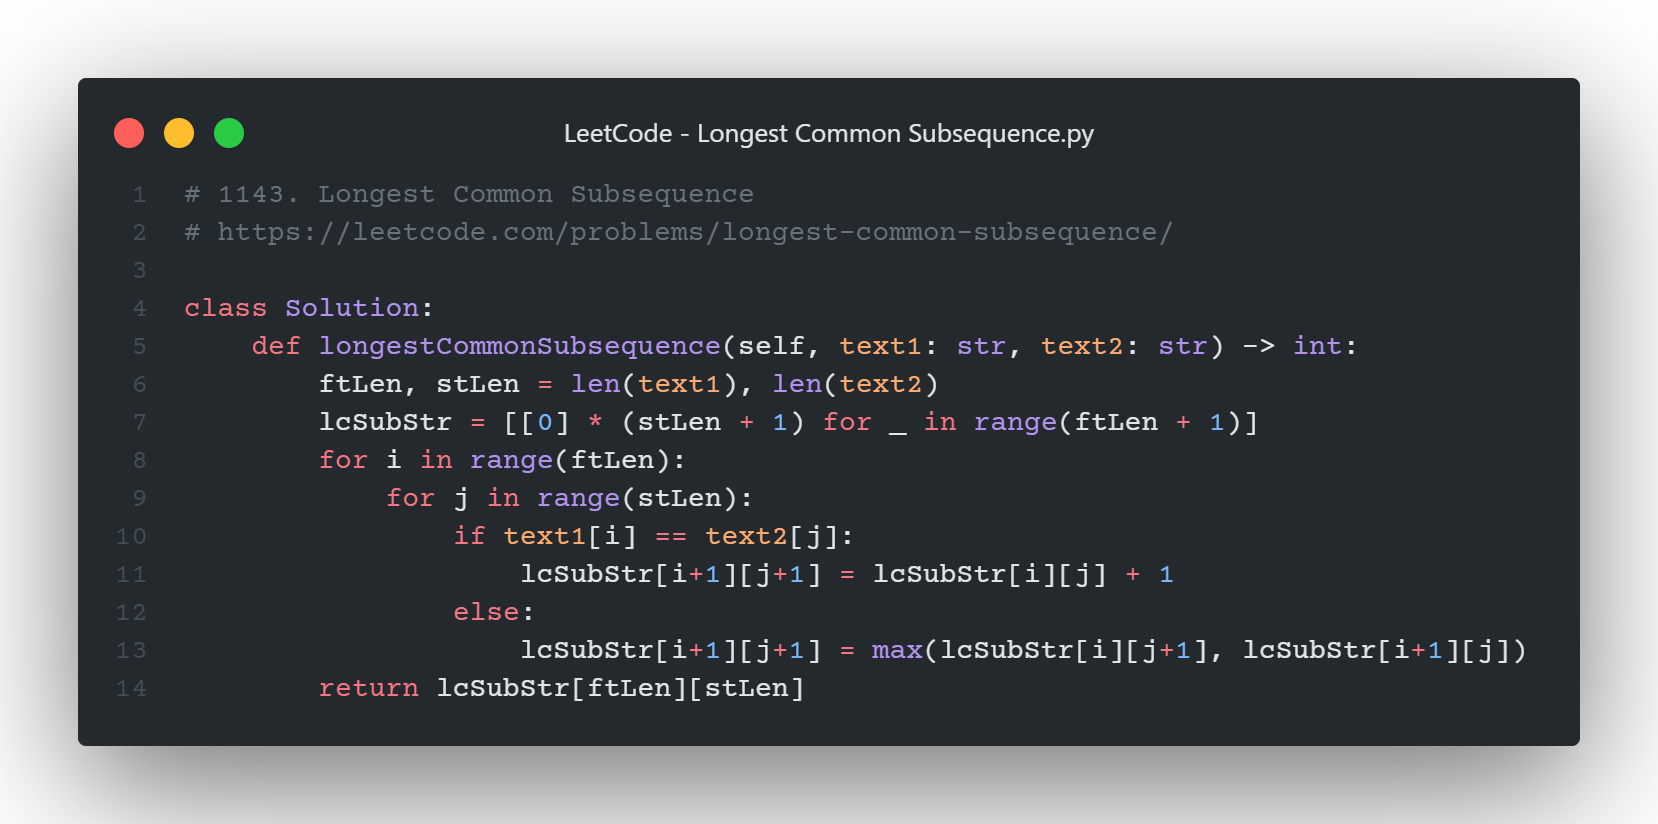 LeetCode - Longest Common Subsequence.py
1 # 1143. Longest Common Subsequence
2 # https://leetcode.com/problems/longest-common-subsequence/
3
4 class Solution:
5     def longestCommonSubsequence(self, text1: str, text2: str) -> int:
6         ftLen, stLen = len(text1), len(text2)
7         lcSubStr = [[0] * (stLen + 1) for _ in range(ftLen + 1)]
8         for i in range(ftLen):
9             for j in range(stLen):
10                 if text1[i] == text2[j]:
11                     lcSubStr[i+1][j+1] = lcSubStr[i][j] + 1
12                 else:
13                     lcSubStr[i+1][j+1] = max(lcSubStr[i][j+1], lcSubStr[i+1][j])
14         return lcSubStr[ftLen][stLen]